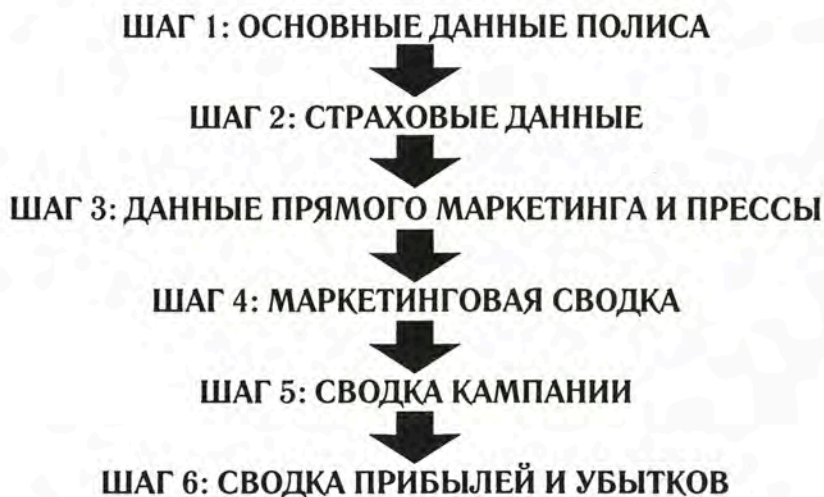 ШАГ 1: ОСНОВНЫЕ ДАННЫЕ ПОЛИСА
ШАГ 2: СТРАХОВЫЕ ДАННЫЕ
ШАГ 3: ДАННЫЕ ПРЯМОГО МАРКЕТИНГА И ПРЕССЫ
ШАГ 4: МАРКЕТИНГОВАЯ СВОДКА
ШАГ 5: СВОДКА КАМПАНИИ
ШАГ 6: СВОДКА ПРИБЫЛЕЙ И УБЫТКОВ